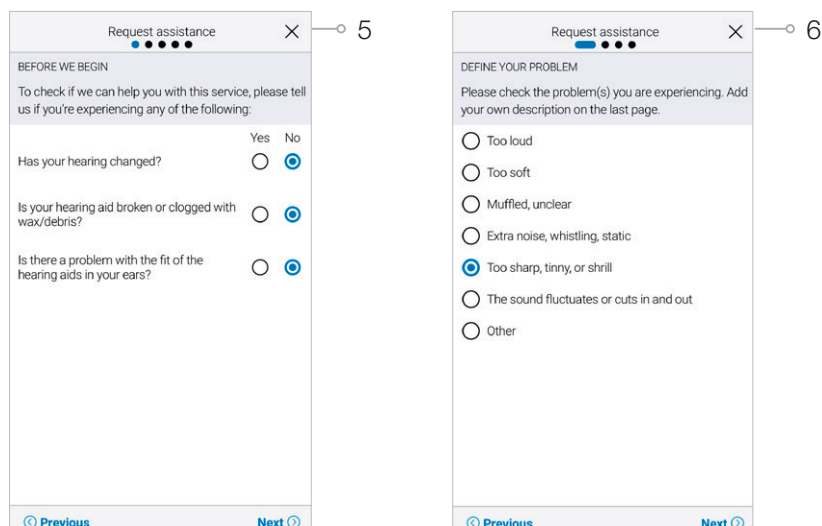 Request assistance
5
BEFORE WE BEGIN
To check if we can help you with this service, please tell
us if you're experiencing any of the following:
Yes No
Has your hearing changed?
Is your hearing aid broken or clogged with
wax/debris?
Is there a problem with the fit of the
hearing aids in your ears?
Previous
Next
Request assistance
6
DEFINE YOUR PROBLEM
Please check the problem(s) you are experiencing. Add
your own description on the last page.
Too loud
Too soft
Muffled, unclear
Extra noise, whistling, static
Too sharp, tinny, or shrill
The sound fluctuates or cuts in and out
Other
Previous
Next